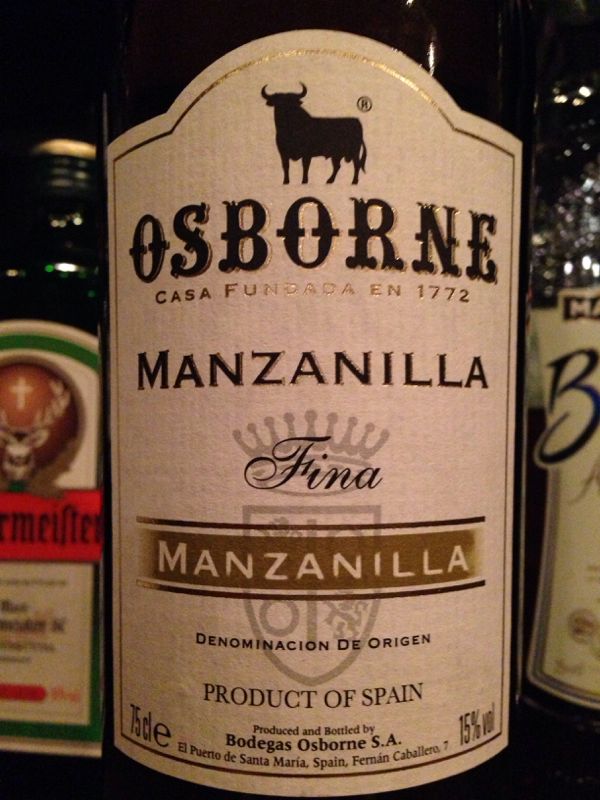 ®
OSBORNE
CASA FUNDADA EN 1772
MANZANILLA
Fina
MANZANILLA
DENOMINACION DE ORIGEN
PRODUCT OF SPAIN
75cl e
Produced and Bottled by
Bodegas Osborne S.A.
El Puerto de Santa María, Spain, Fernán Caballero, 7
15%vol
rmeister